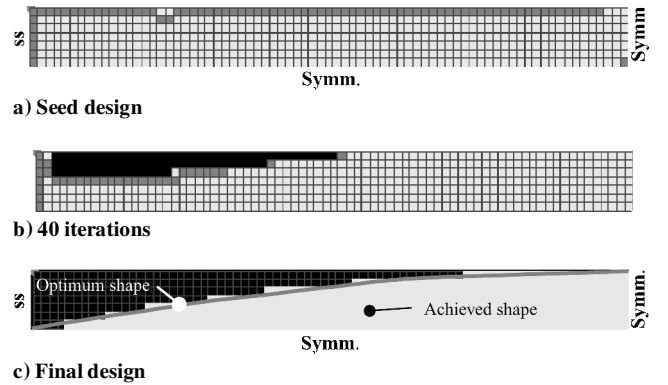 ss
Symm
Symm.
a) Seed design
b) 40 iterations
Optimum shape
ss
Achieved shape
Symm.
Symm.
c) Final design